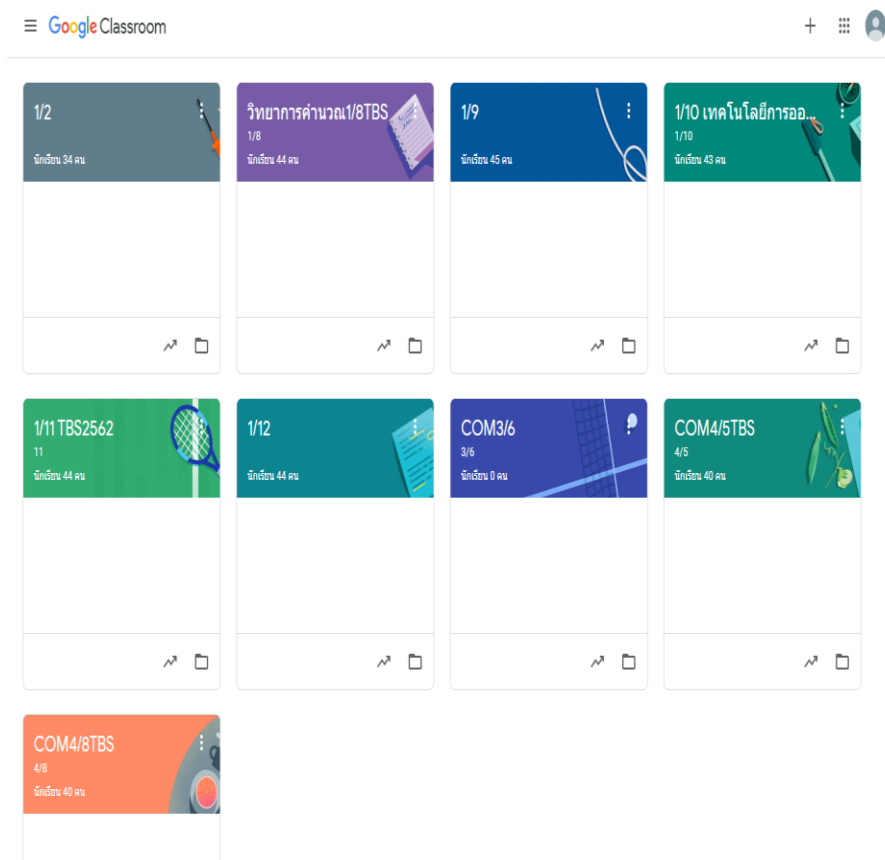 Google Classroom
1/2
นักเรียน 34 คน
วิทยาการคำนวณ1/8TBS
1/8
นักเรียน 44 คน
1/9
นักเรียน 45 คน
1/10 เทคโนโลยีการออ...
1/10
นักเรียน 43 คน
1/11 TBS2562
11
นักเรียน 44 คน
1/12
นักเรียน 44 คน
COM3/6
3/6
นักเรียน 0 คน
COM4/5TBS
4/5
นักเรียน 40 คน
COM4/8TBS
4/8
นักเรียน 40 คน